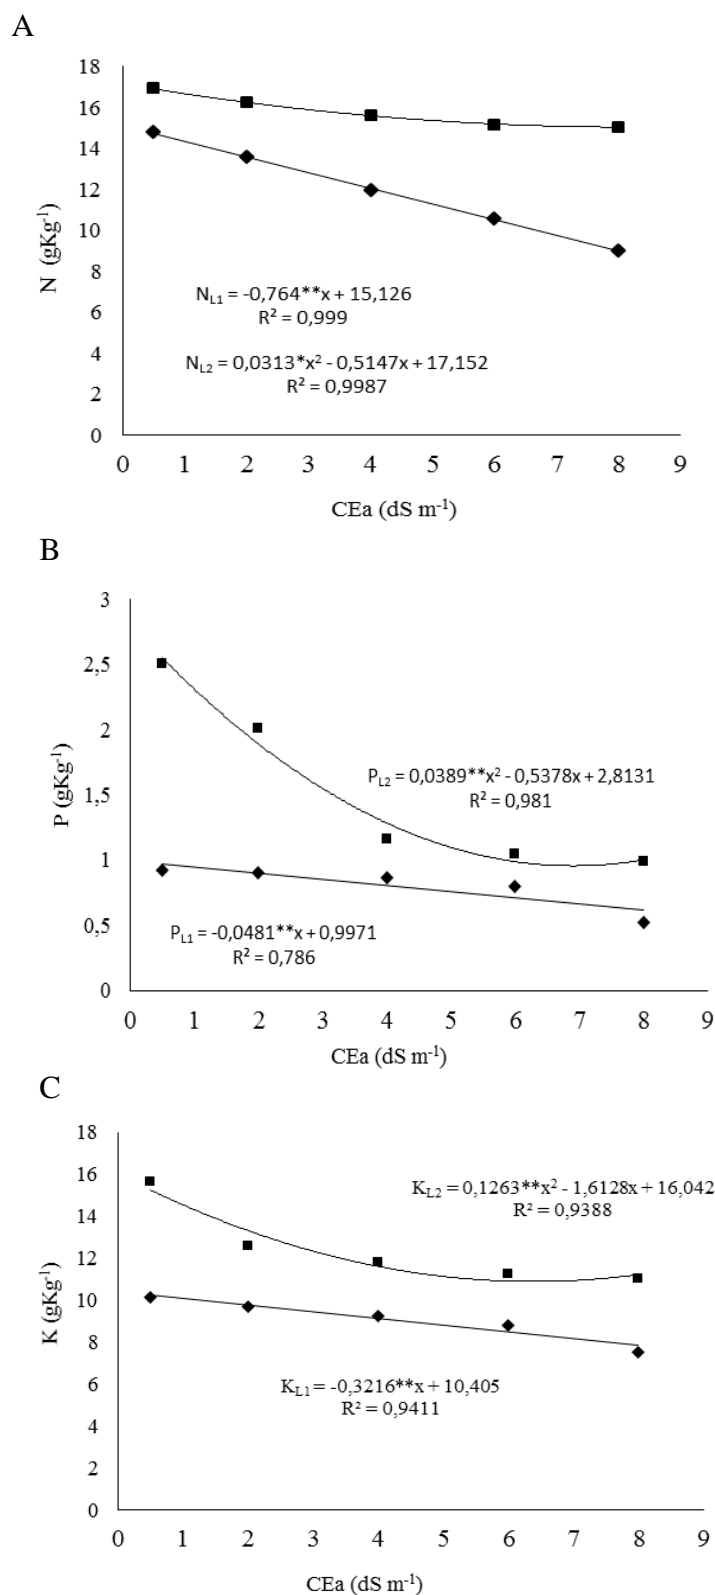 A
18
16
14
12
10
8
6
4
2
0
N (gKg-1)
NL1 = -0,764**x + 15,126
R² = 0,999
NL2 = 0,0313*x² - 0,5147x + 17,152
R² = 0,9987
0 1 2 3 4 5 6 7 8 9
CEa (dS m-1)
B
3
2,5
2
1,5
1
0,5
0
P (gKg-1)
PL2 = 0,0389**x² - 0,5378x + 2,8131
R² = 0,981
PL1 = -0,0481**x + 0,9971
R² = 0,786
0 1 2 3 4 5 6 7 8 9
CEa (dS m-1)
C
18
16
14
12
10
8
6
4
2
0
K (gKg-1)
KL2 = 0,1263**x² - 1,6128x + 16,042
R² = 0,9388
KL1 = -0,3216**x + 10,405
R² = 0,9411
0 1 2 3 4 5 6 7 8 9
CEa (dS m-1)